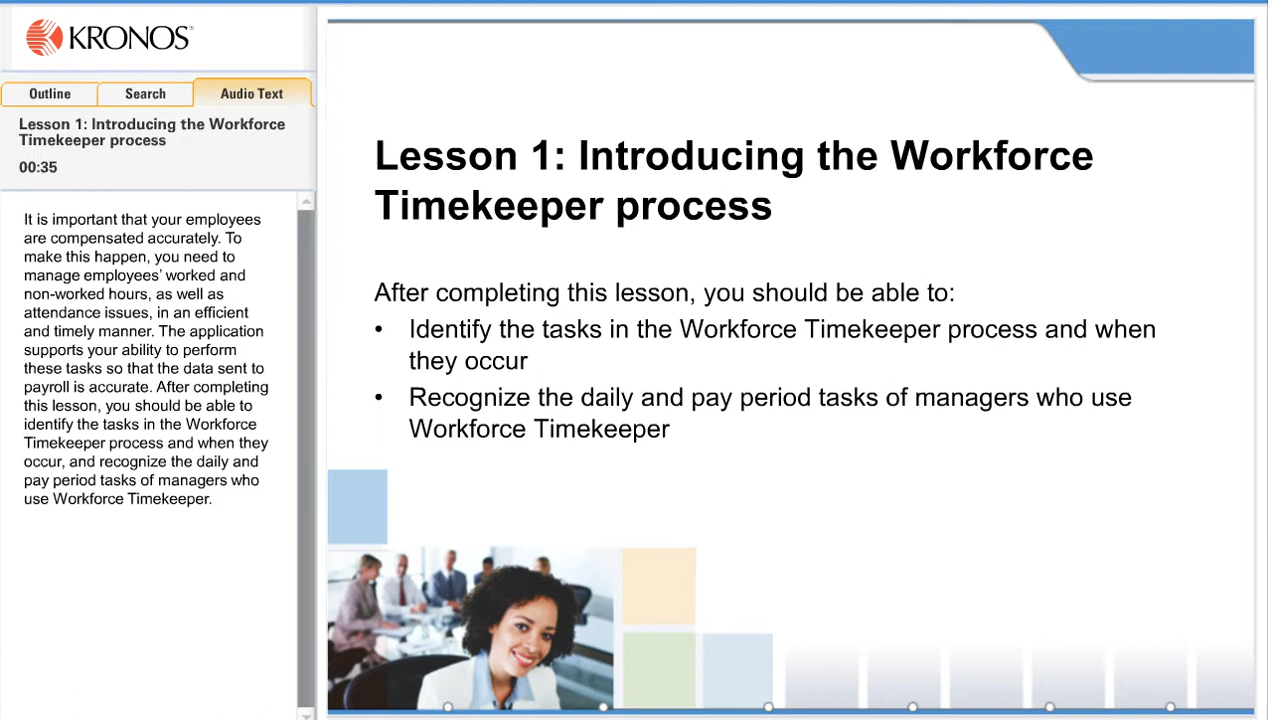 KRONOS
Outline
Search
Audio Text
Lesson 1: Introducing the Workforce
Timekeeper process
00:35
It is important that your employees
are compensated accurately. To
make this happen, you need to
manage employees' worked and
non-worked hours, as well as
attendance issues, in an efficient
and timely manner. The application
supports your ability to perform
these tasks so that the data sent to
payroll is accurate. After completing
this lesson, you should be able to
identify the tasks in the Workforce
Timekeeper process and when they
occur, and recognize the daily and
pay period tasks of managers who
use Workforce Timekeeper.
Lesson 1: Introducing the Workforce
Timekeeper process
After completing this lesson, you should be able to:
• Identify the tasks in the Workforce Timekeeper process and when
they occur
• Recognize the daily and pay period tasks of managers who use
Workforce Timekeeper